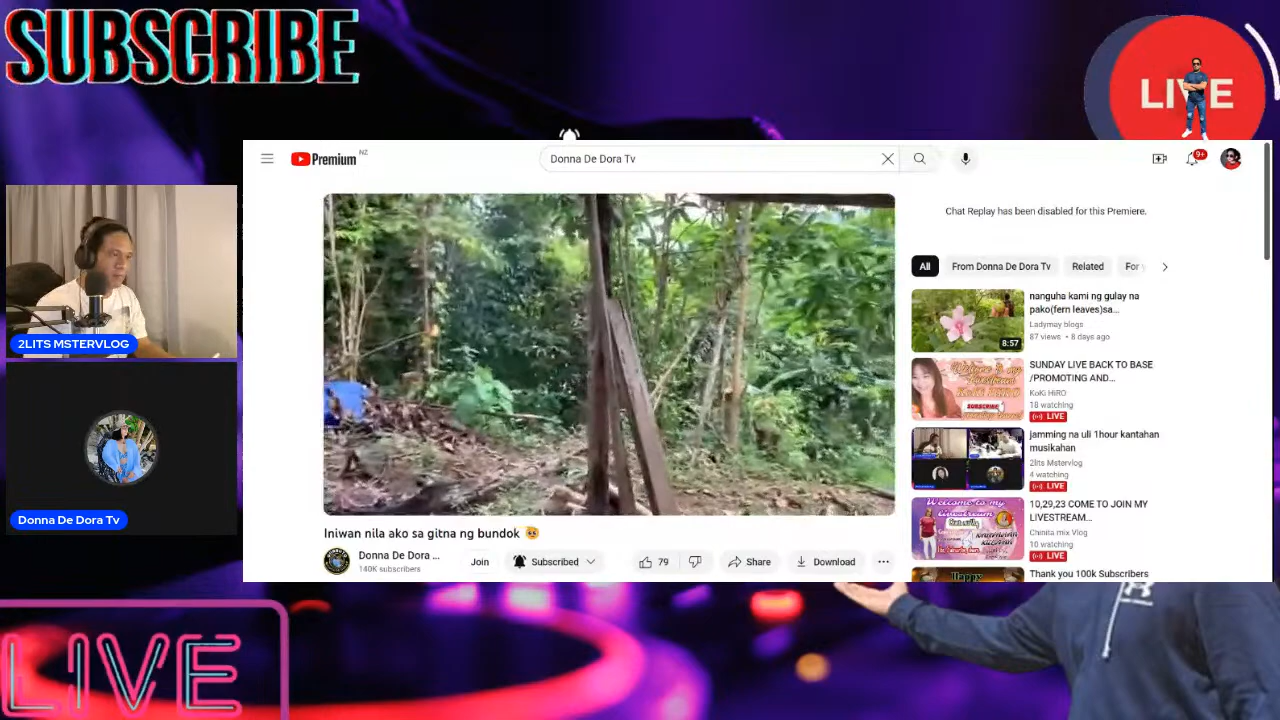 SUBSCRIBE
LIVE
Premium NZ
Donna De Dora Tv
9+
Chat Replay has been disabled for this Premiere.
All
From Donna De Dora Tv
Related
For
nanguha kami ng gulay na
pako(fern leaves)sa...
Ladymay blogs
87 views • 8 days ago
8:57
SUNDAY LIVE BACK TO BASE
/PROMOTING AND...
KoKi HiRO
18 watching
LIVE
jamming na uli 1hour kantahan
musikahan
2lits Mstervlog
4 watching
LIVE
10,29,23 COME TO JOIN MY
LIVESTREAM...
Chinita mix Vlog
10 watching
LIVE
Thank you 100k Subscribers
2LITS MSTERVLOG
Donna De Dora Tv
Iniwan nila ako sa gitna ng bundok 🥺
Donna De Dora ...
140K subscribers
Join
Subscribed
79
Share
Download
LIVE